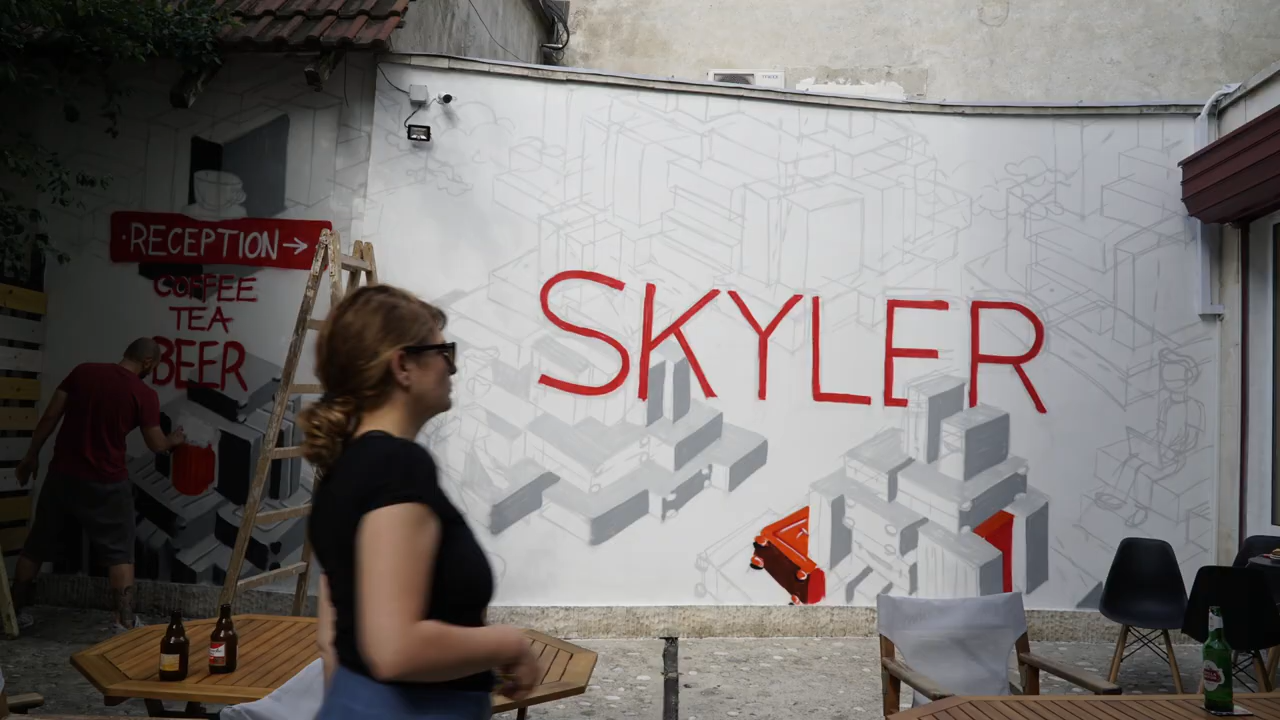 ·RECEPTION→
COFFEE
TEA
BEER
SKYLER